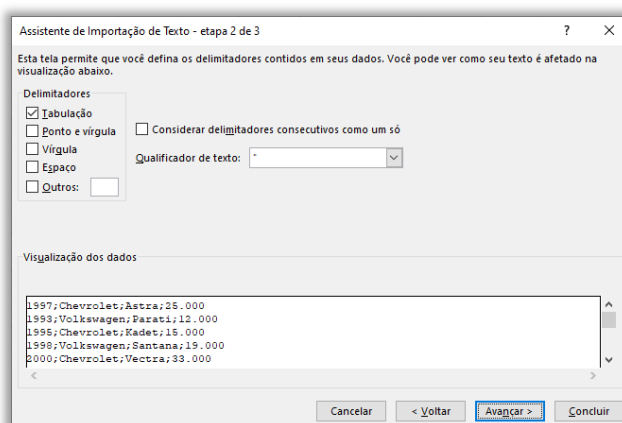 Assistente de Importação de Texto - etapa 2 de 3 ?
Esta tela permite que você defina os delimitadores contidos em seus dados. Você pode ver como seu texto é afetado na
visualização abaixo.
Delimitadores
Tabulação
Ponto e vírgula
Vírgula
Espaço
Outros:
Considerar delimitadores consecutivos como um só
Qualificador de texto: "
Visualização dos dados
1997;Chevrolet;Astra;25.000
1993;Volkswagen;Parati;12.000
1995;Chevrolet;Kadet;15.000
1998;Volkswagen;Santana;19.000
2000;Chevrolet;Vectra;33.000
Cancelar < Voltar Avançar > Concluir